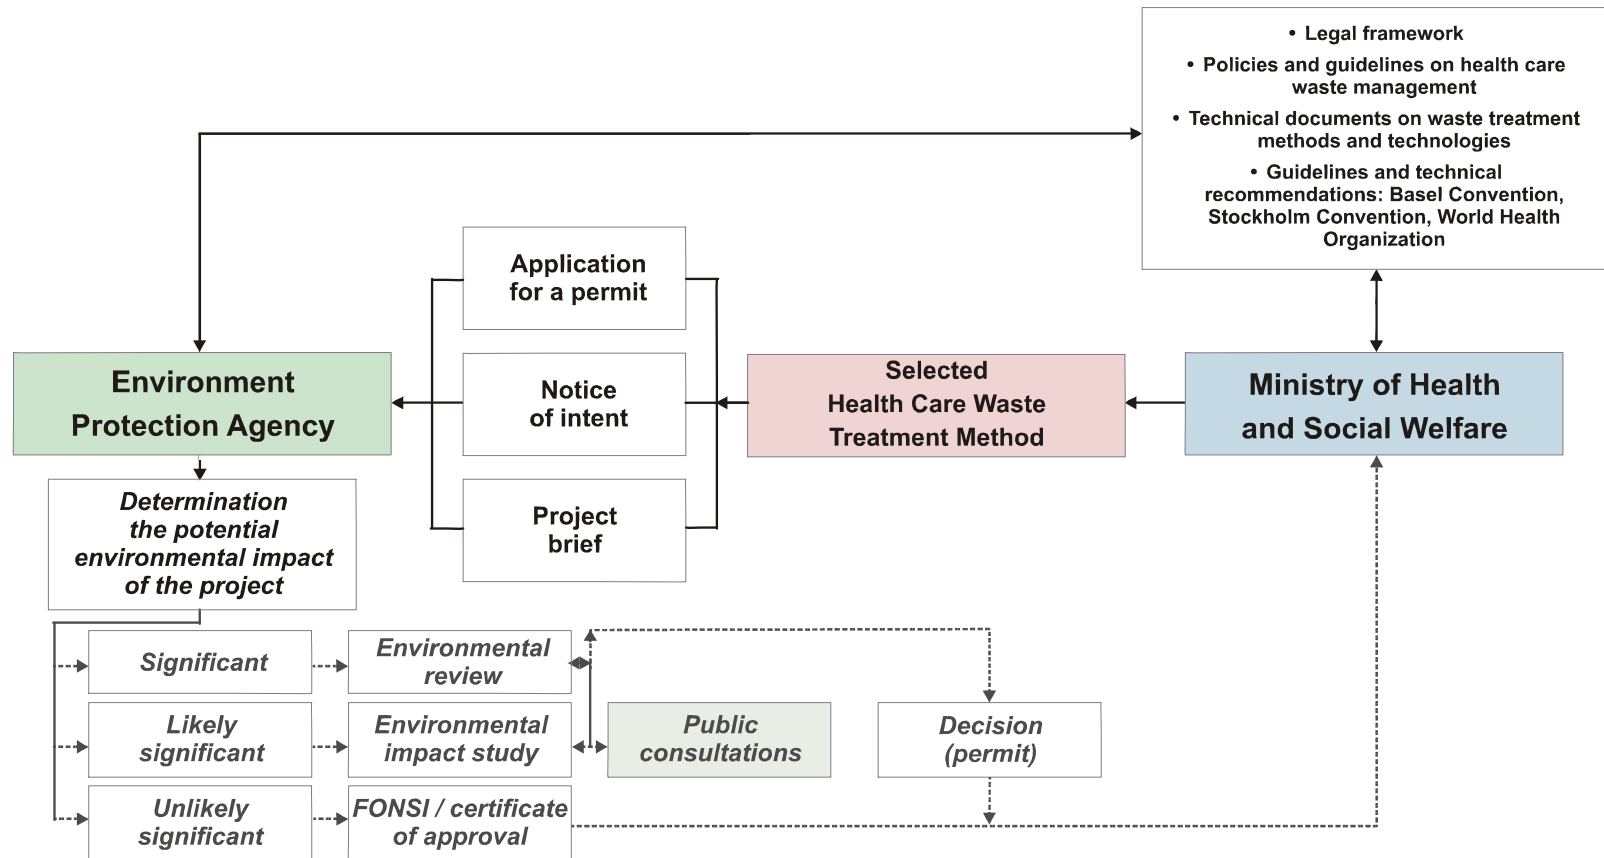 • Legal framework
• Policies and guidelines on health care
waste management
• Technical documents on waste treatment
methods and technologies
• Guidelines and technical
recommendations: Basel Convention,
Stockholm Convention, World Health
Organization
Application
for a permit
Environment
Protection Agency
Notice
of intent
Selected
Health Care Waste
Treatment Method
Ministry of Health
and Social Welfare
Project
brief
Determination
the potential
environmental impact
of the project
Significant
Environmental
review
Likely
significant
Environmental
impact study
Public
consultations
Decision
(permit)
Unlikely
significant
FONSI / certificate
of approval